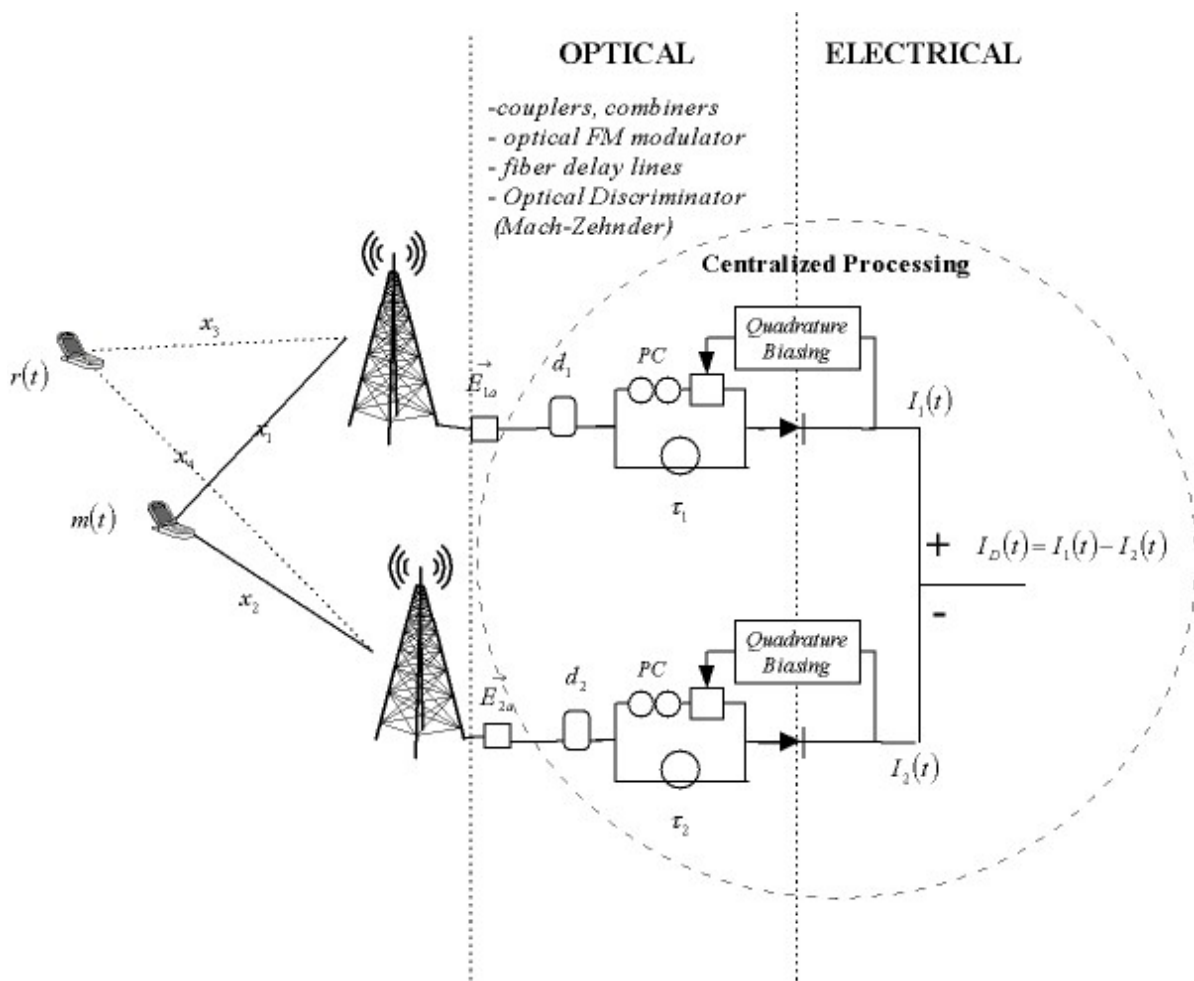 OPTICAL
ELECTRICAL
-couplers, combiners
- optical FM modulator
- fiber delay lines
- Optical Discriminator
(Mach-Zehnder)
Centralized Processing
Quadrature
Biasing
x₃
r(t)
x₁
x₄
m(t)
x₂
E₁ₐ
d₁
PC
I₁(t)
τ₁
+
I_D(t) = I₁(t) − I₂(t)
-
Quadrature
Biasing
E₂ₐ
d₂
PC
I₂(t)
τ₂